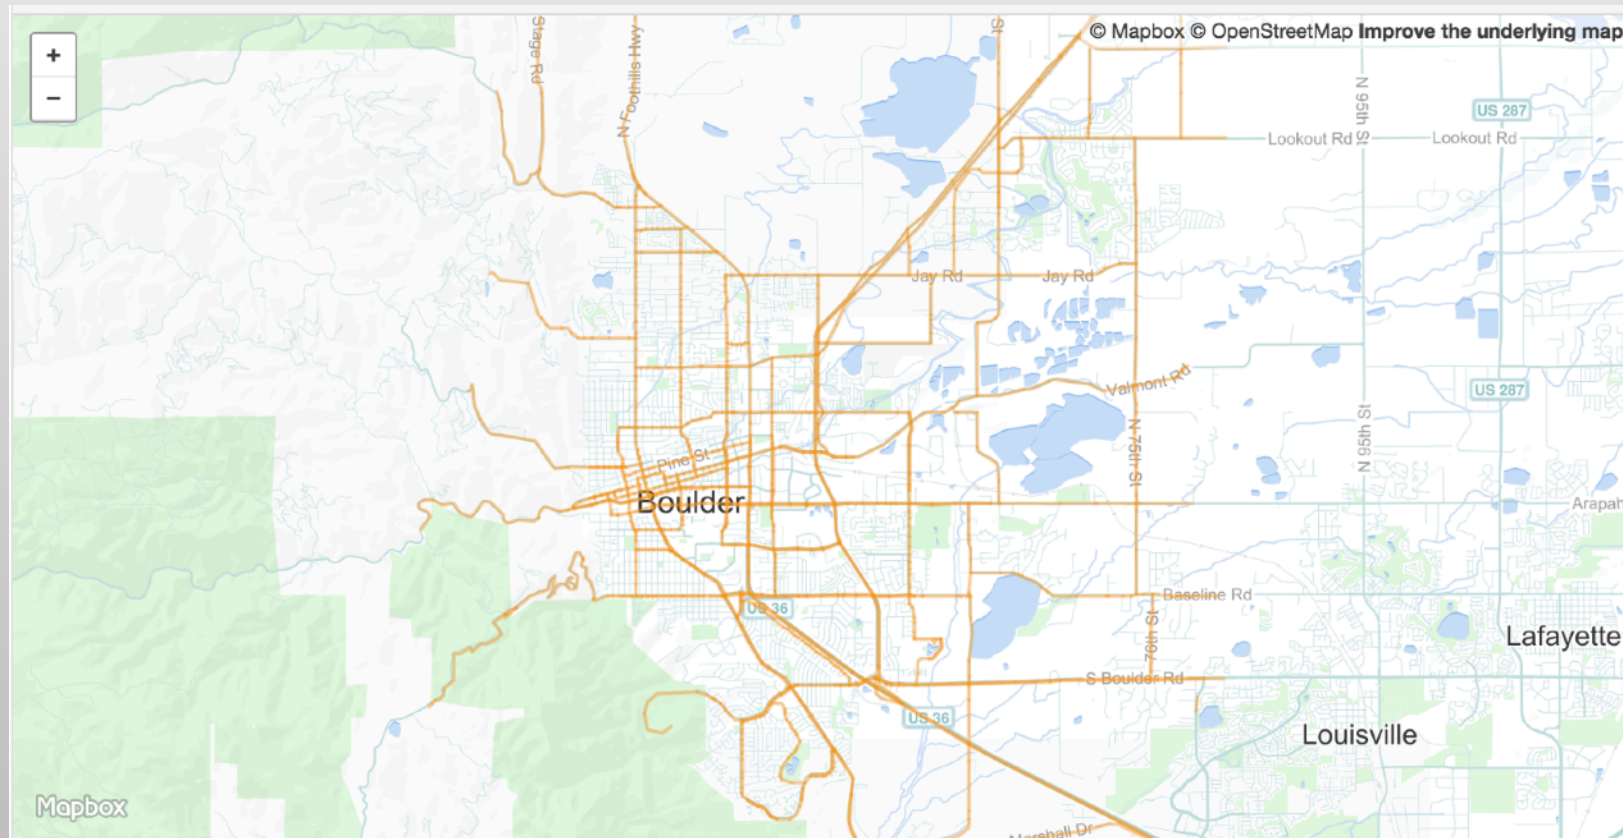 +
−
© Mapbox © OpenStreetMap Improve the underlying map
Stage Rd
N Foothills Hwy
St
N 95th St
US 287
Lookout Rd
Lookout Rd
Jay Rd
Jay Rd
Valmont Rd
US 287
N 75th St
N 95th St
Pine St
Boulder
Arapah
Baseline Rd
US 36
76th St
Lafayette
S Boulder Rd
US 36
Louisville
Mapbox
Marshall Dr